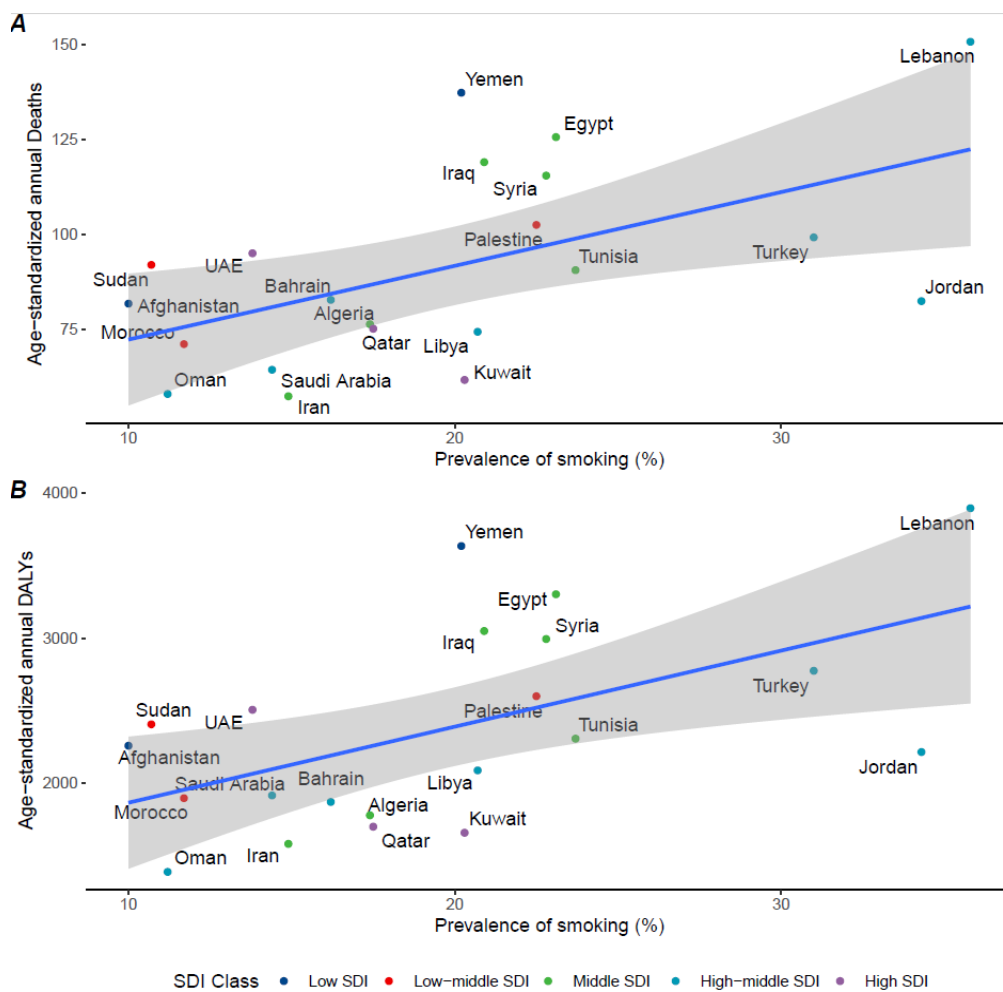 A
Age-standardized annual Deaths
150
125
100
75
Lebanon
Yemen
Egypt
Iraq
Syria
Palestine
Tunisia
Turkey
Sudan
UAE
Afghanistan
Bahrain
Algeria
Morocco
Qatar
Libya
Jordan
Oman
Saudi Arabia
Iran
Kuwait
10 20 30
Prevalence of smoking (%)
B
Age-standardized annual DALYs
4000
3000
2000
Lebanon
Yemen
Egypt
Iraq
Syria
Sudan
UAE
Palestine
Tunisia
Turkey
Afghanistan
Saudi Arabia
Bahrain
Libya
Jordan
Morocco
Algeria
Kuwait
Qatar
Oman
Iran
10 20 30
Prevalence of smoking (%)
SDI Class Low SDI Low-middle SDI Middle SDI High-middle SDI High SDI